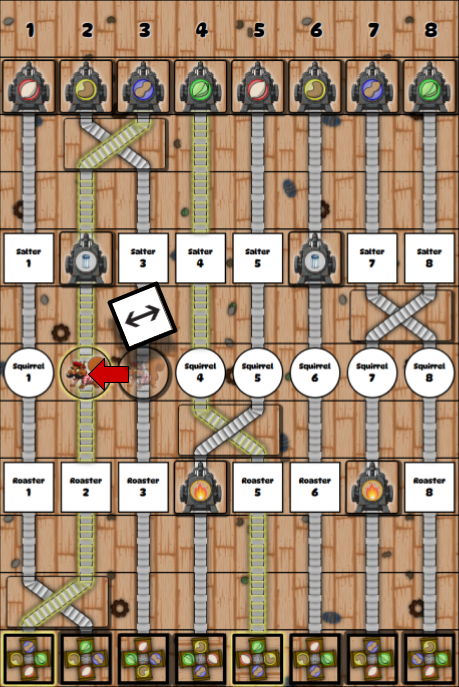 1 2 3 4 5 6 7 8
Salter 1
Salter 3
Salter 4
Salter 5
Salter 7
Salter 8
Squirrel 1
Squirrel 4
Squirrel 5
Squirrel 6
Squirrel 7
Squirrel 8
Roaster 1
Roaster 2
Roaster 3
Roaster 5
Roaster 6
Roaster 8